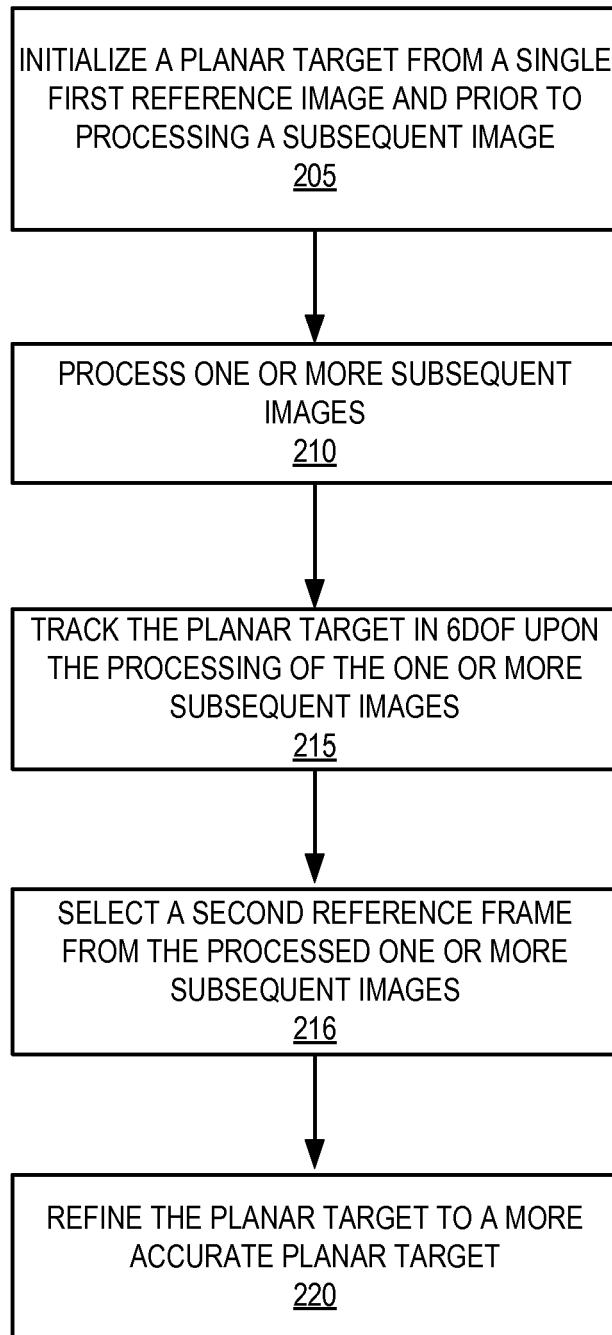 INITIALIZE A PLANAR TARGET FROM A SINGLE
FIRST REFERENCE IMAGE AND PRIOR TO
PROCESSING A SUBSEQUENT IMAGE
205
PROCESS ONE OR MORE SUBSEQUENT
IMAGES
210
TRACK THE PLANAR TARGET IN 6DOF UPON
THE PROCESSING OF THE ONE OR MORE
SUBSEQUENT IMAGES
215
SELECT A SECOND REFERENCE FRAME
FROM THE PROCESSED ONE OR MORE
SUBSEQUENT IMAGES
216
REFINE THE PLANAR TARGET TO A MORE
ACCURATE PLANAR TARGET
220